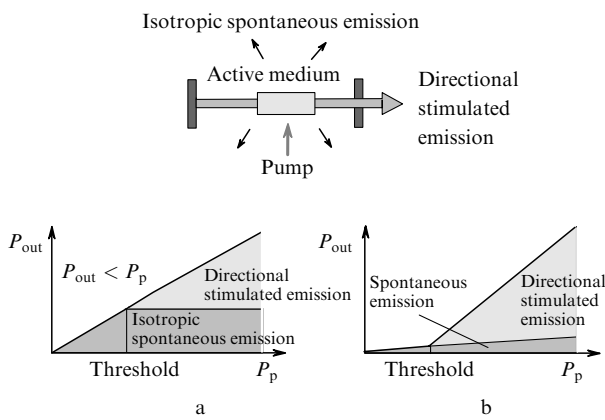 Isotropic spontaneous emission
Active medium
Directional
stimulated
emission
Pump
P_out
P_out < P_p
Directional
stimulated emission
Isotropic
spontaneous emission
Threshold
P_p
a
P_out
Spontaneous
emission
Directional
stimulated
emission
Threshold
P_p
b